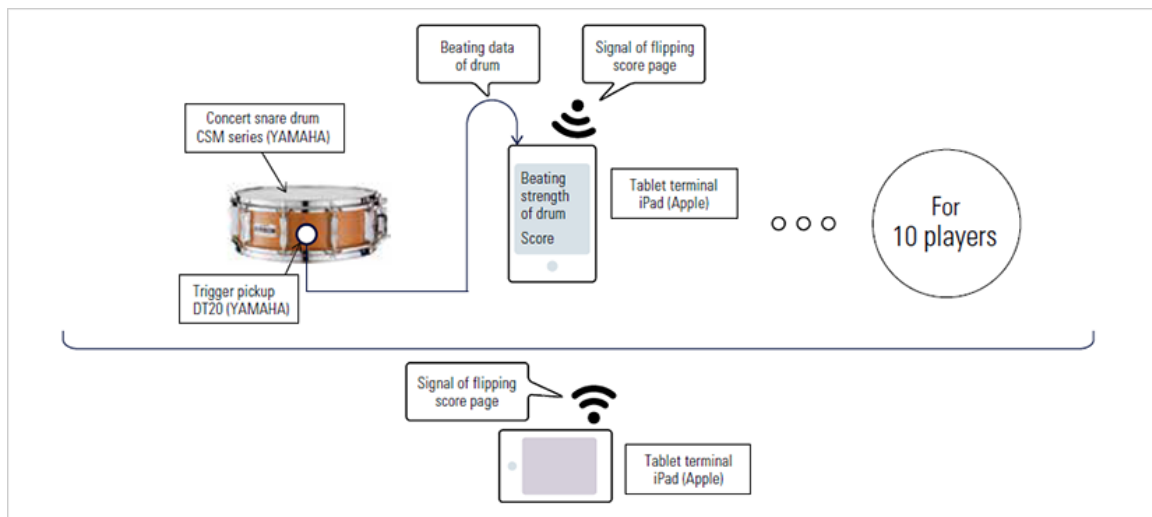 Beating data
of drum
Signal of flipping
score page
Concert snare drum
CSM series (YAMAHA)
Beating
strength
of drum
Score
Tablet terminal
iPad (Apple)
For
10 players
Trigger pickup
DT20 (YAMAHA)
Signal of flipping
score page
Tablet terminal
iPad (Apple)